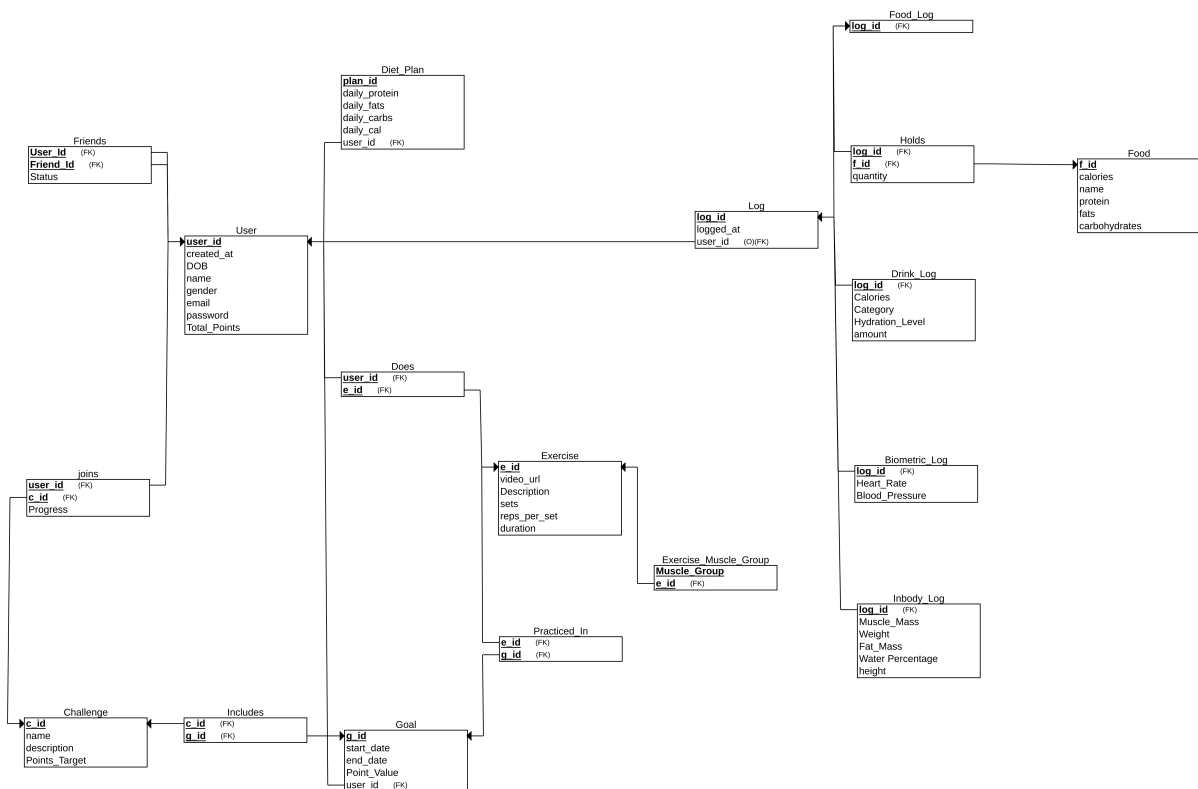 Food_Log
log_id (FK)
Diet_Plan
plan_id
daily_protein
daily_fats
daily_carbs
daily_cal
user_id (FK)
Friends
User_Id (FK)
Friend_Id (FK)
Status
Holds
log_id (FK)
f_id (FK)
quantity
Food
f_id
calories
name
protein
fats
carbohydrates
User
user_id
created_at
DOB
name
gender
email
password
Total_Points
Log
log_id
logged_at
user_id (O)(FK)
Drink_Log
log_id (FK)
Calories
Category
Hydration_Level
amount
Does
user_id (FK)
e_id (FK)
Exercise
e_id
video_url
Description
sets
reps_per_set
duration
Biometric_Log
log_id (FK)
Heart_Rate
Blood_Pressure
joins
user_id (FK)
c_id (FK)
Progress
Exercise_Muscle_Group
Muscle_Group
e_id (FK)
Inbody_Log
log_id (FK)
Muscle_Mass
Weight
Fat_Mass
Water Percentage
height
Practiced_In
e_id (FK)
g_id (FK)
Challenge
c_id
name
description
Points_Target
Includes
c_id (FK)
g_id (FK)
Goal
g_id
start_date
end_date
Point_Value
user_id (FK)